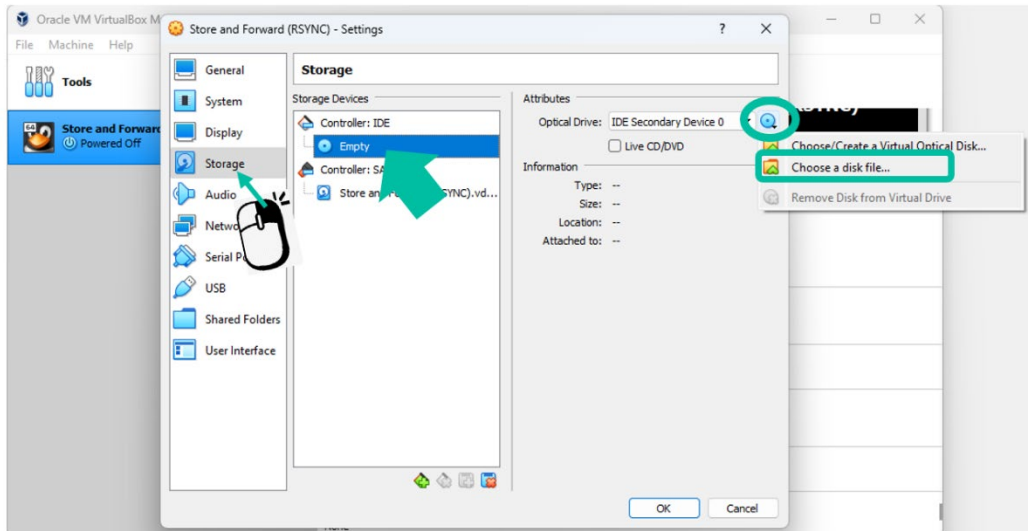 Oracle VM VirtualBox M
File Machine Help
Tools
Store and Forward
Powered Off
Store and Forward (RSYNC) - Settings
? X
General
System
Display
Storage
Audio
Serial P
USB
Shared Folders
User Interface
Storage
Storage Devices
Controller: IDE
Empty
Controller: SA
Store an
SYNC).vd...
Attributes
Optical Drive: IDE Secondary Device 0
Live CD/DVD
Information
Type: --
Size: --
Location: --
Attached to: --
Choose/Create a Virtual Optical Disk...
Choose a disk file...
Remove Disk from Virtual Drive
OK Cancel